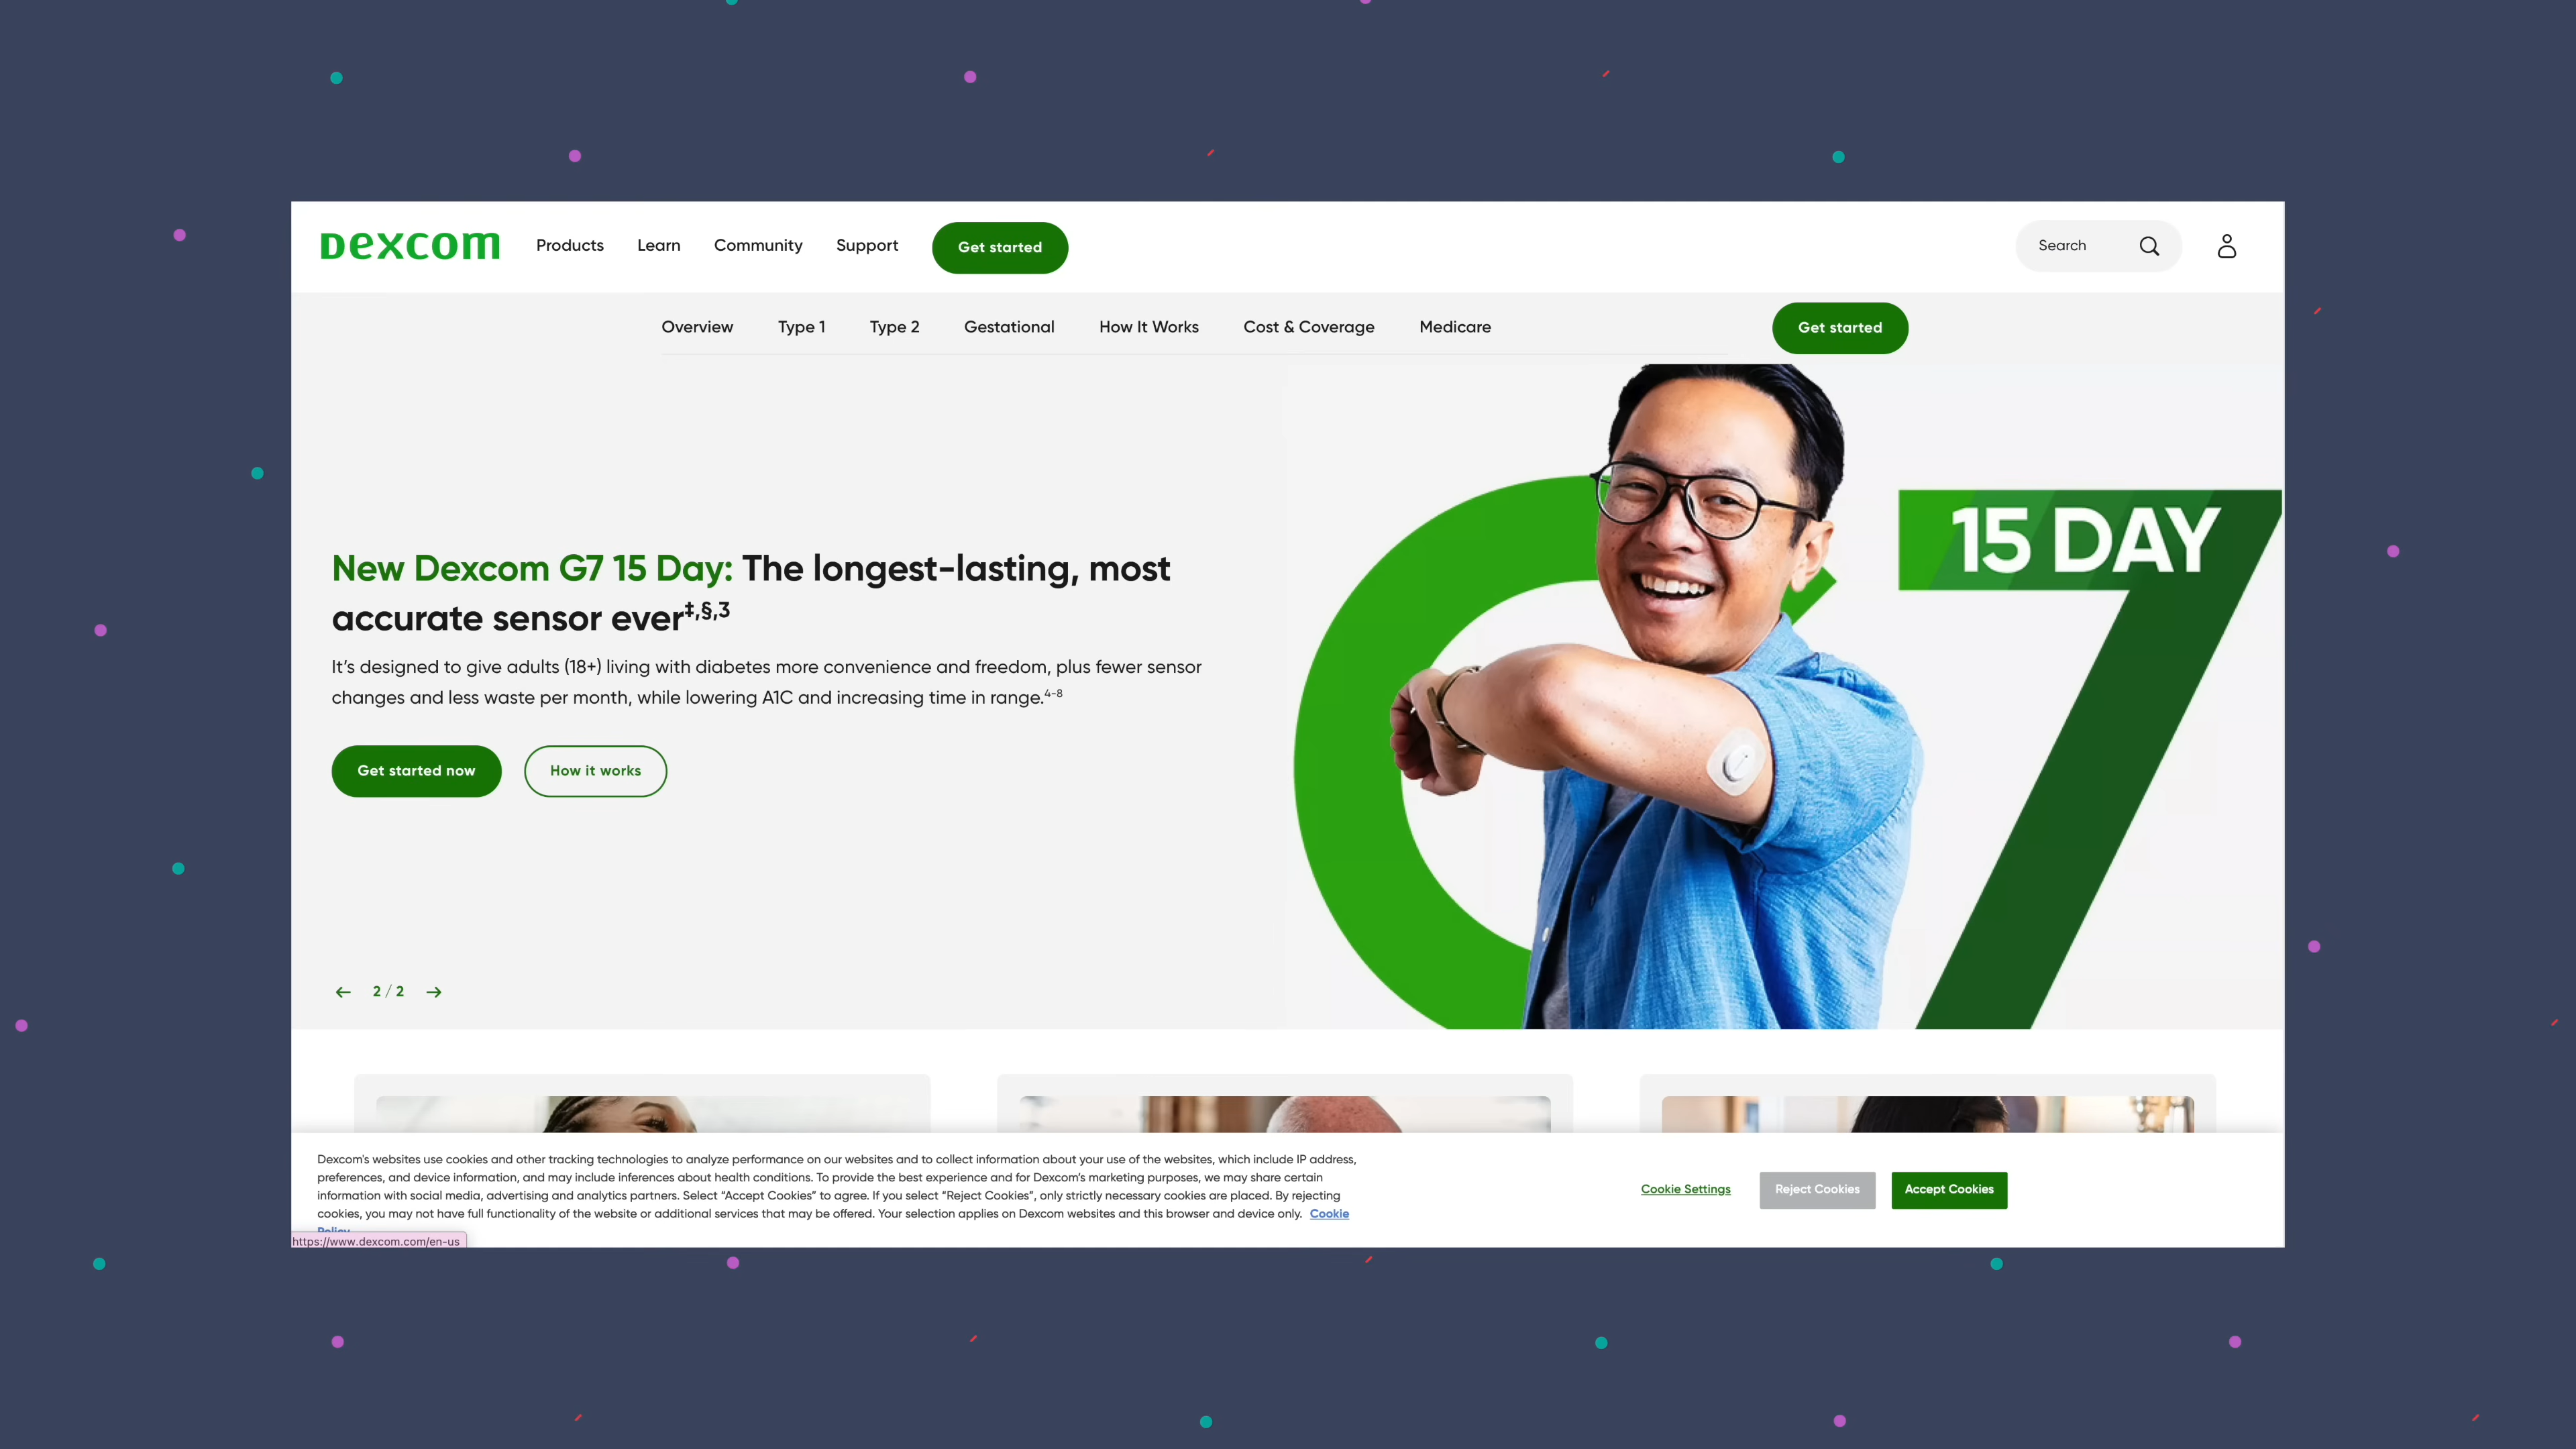 Dexcom
Products Learn Community Support Get started
Search
Overview Type 1 Type 2 Gestational How It Works Cost & Coverage Medicare Get started
15 DAY
7
New Dexcom G7 15 Day: The longest-lasting, most
accurate sensor ever‡,§,3
It’s designed to give adults (18+) living with diabetes more convenience and freedom, plus fewer sensor
changes and less waste per month, while lowering A1C and increasing time in range.4-8
Get started now How it works
2 / 2
Dexcom's websites use cookies and other tracking technologies to analyze performance on our websites and to collect information about your use of the websites, which include IP address,
preferences, and device information, and may include inferences about health conditions. To provide the best experience and for Dexcom's marketing purposes, we may share certain
information with social media, advertising and analytics partners. Select “Accept Cookies” to agree. If you select “Reject Cookies”, only strictly necessary cookies are placed. By rejecting
cookies, you may not have full functionality of the website or additional services that may be offered. Your selection applies on Dexcom websites and this browser and device only. Cookie
Policy
Cookie Settings Reject Cookies Accept Cookies
https://www.dexcom.com/en-us